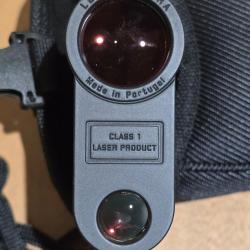 Made in Portugal
CLASS 1
LASER PRODUCT